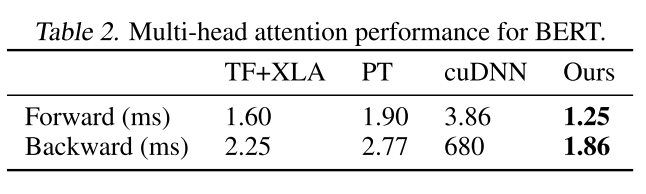 Table 2. Multi-head attention performance for BERT.
TF+XLA PT cuDNN Ours
Forward (ms) 1.60 1.90 3.86 1.25
Backward (ms) 2.25 2.77 680 1.86